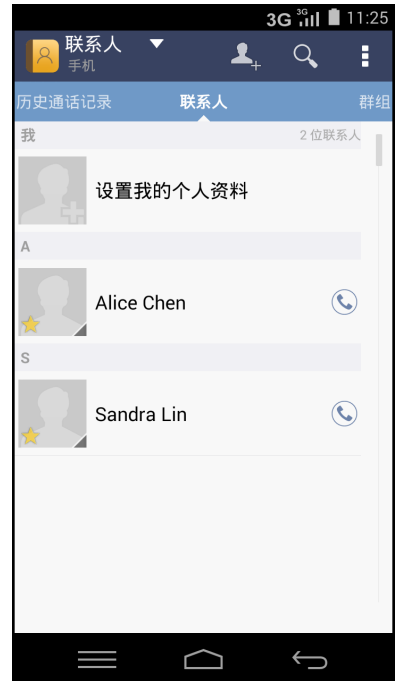 3G 3G 11:25
联系人
手机
历史通话记录 联系人 群组
我 2 位联系人
设置我的个人资料
A
Alice Chen
S
Sandra Lin